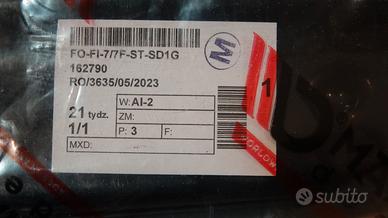 FO-FI-7/7F-ST-SD1G
162790
RO/3635/05/2023
M
21 tydz.
1/1
W: AI-2
ZM:
P: 3 F:
MXD:
1
WORLDW
subito